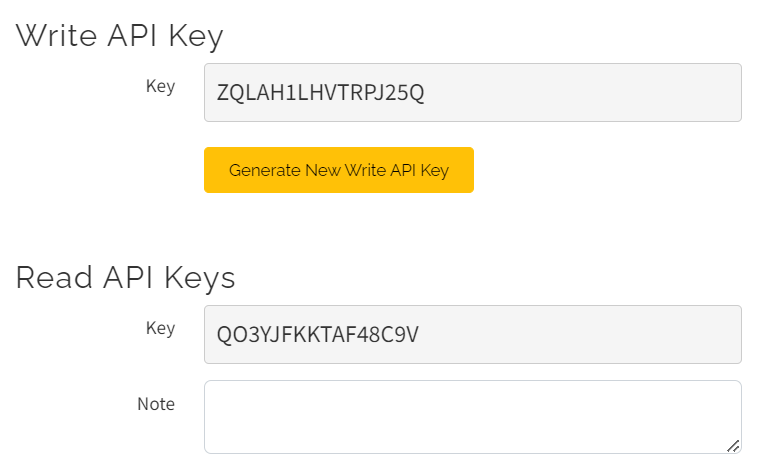 Write API Key
Key
ZQLAH1LHVTRPJ25Q
Generate New Write API Key
Read API Keys
Key
QO3YJFKKTAF48C9V
Note